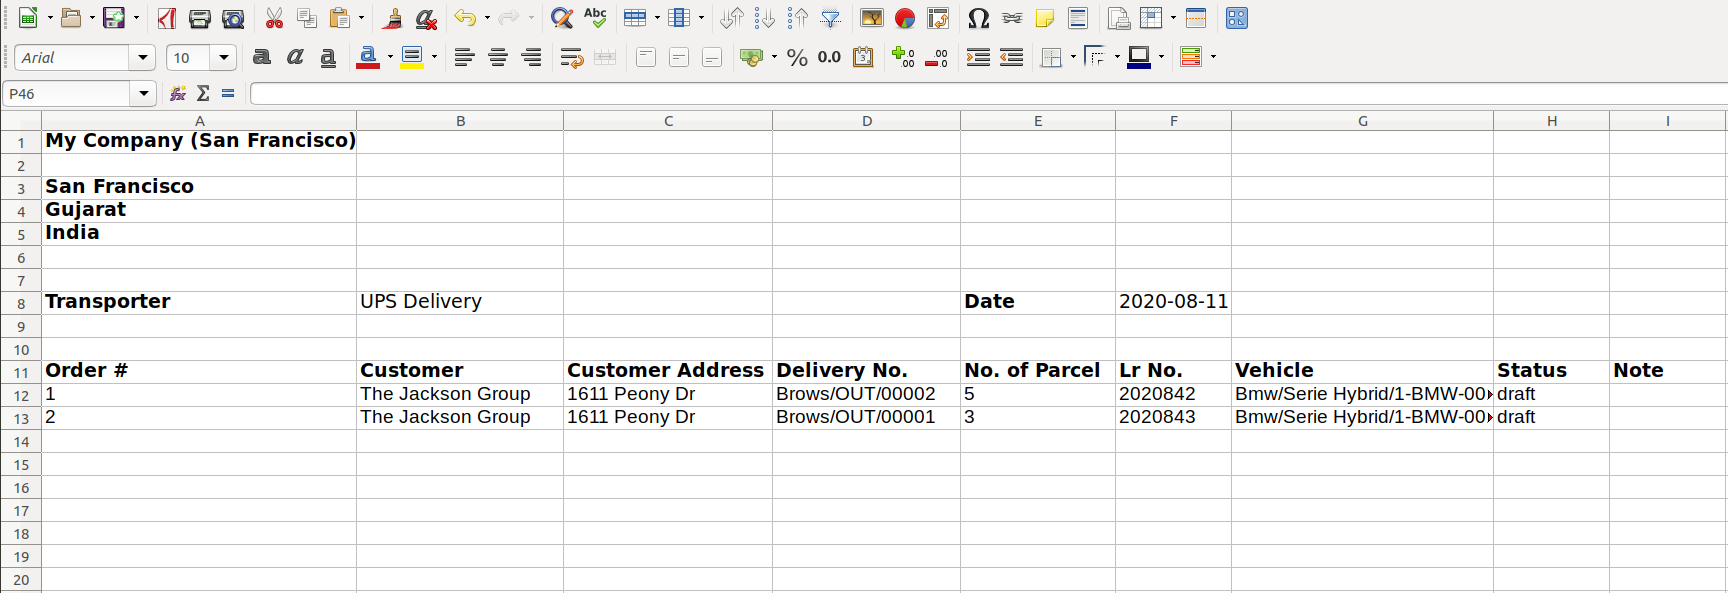 Abc
Arial 10 a a a a % 0.0
P46 fx Σ =
A B C D E F G H I
1 My Company (San Francisco)
2
3 San Francisco
4 Gujarat
5 India
6
7
8 Transporter UPS Delivery Date 2020-08-11
9
10
11 Order # Customer Customer Address Delivery No. No. of Parcel Lr No. Vehicle Status Note
12 1 The Jackson Group 1611 Peony Dr Brows/OUT/00002 5 2020842 Bmw/Serie Hybrid/1-BMW-00 draft
13 2 The Jackson Group 1611 Peony Dr Brows/OUT/00001 3 2020843 Bmw/Serie Hybrid/1-BMW-00 draft
14
15
16
17
18
19
20